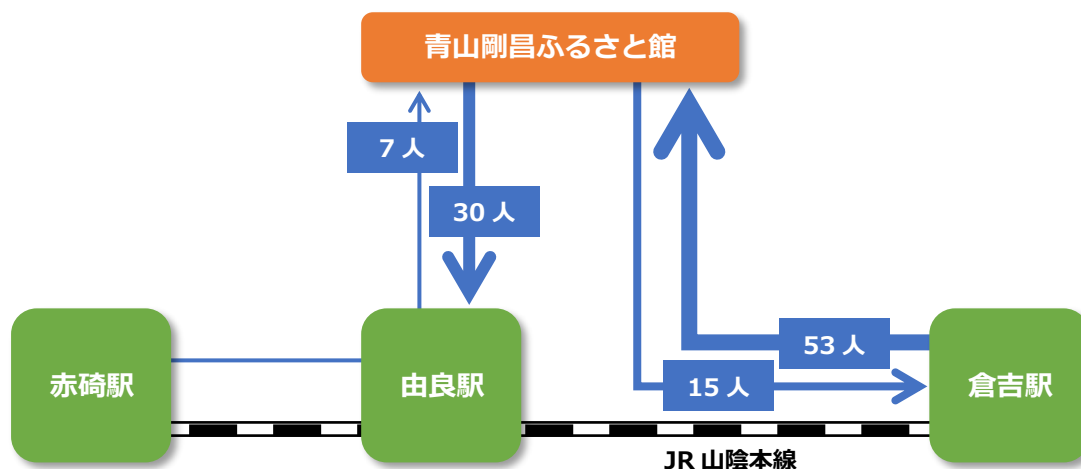 青山剛昌ふるさと館
7 人
30 人
53 人
15 人
赤碕駅
由良駅
倉吉駅
JR 山陰本線